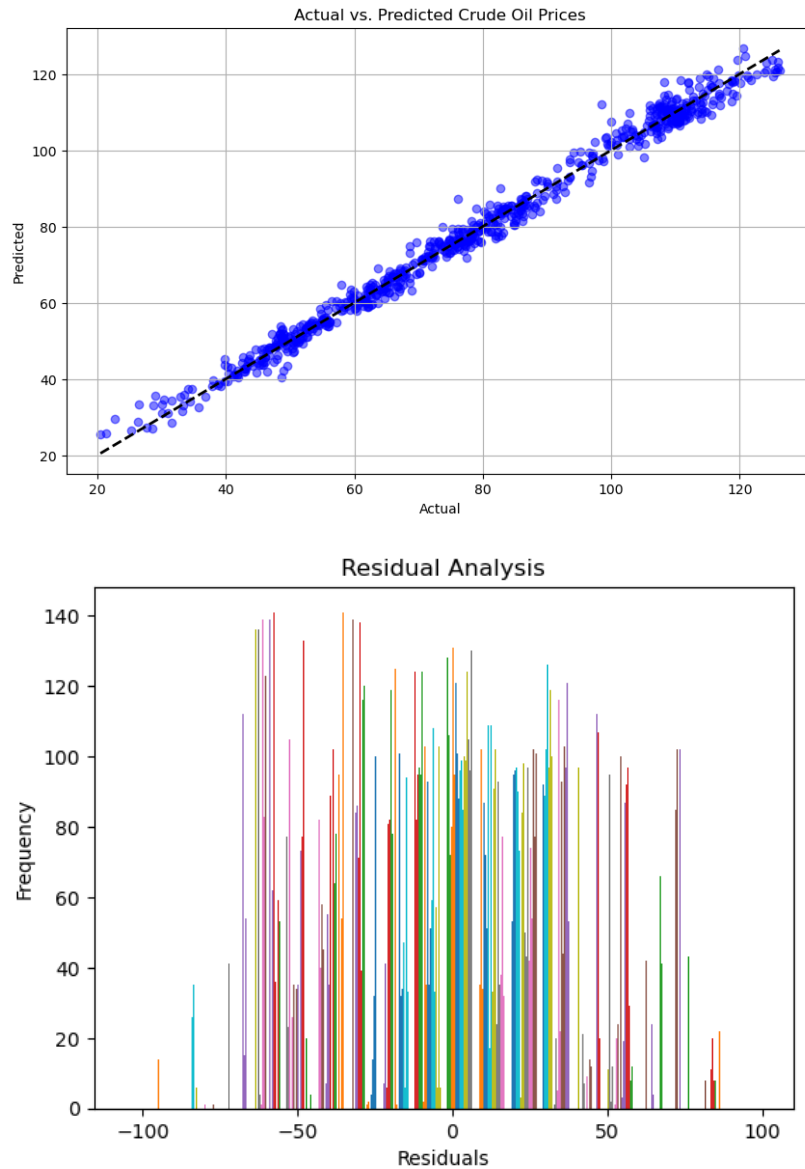 Actual vs. Predicted Crude Oil Prices
120
100
80
60
40
20
Predicted
20 40 60 80 100 120
Actual
Residual Analysis
140
120
100
80
60
40
20
0
Frequency
−100 −50 0 50 100
Residuals